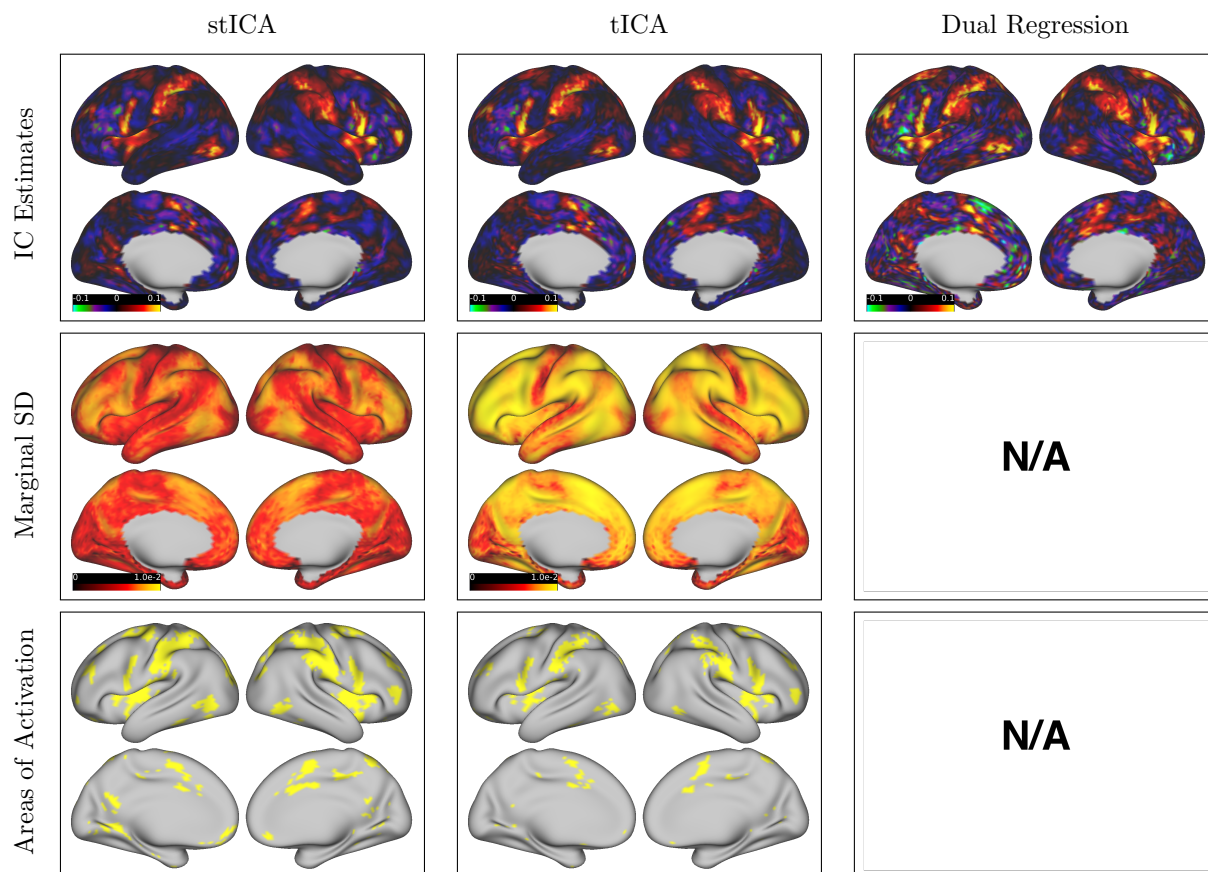 stICA tICA Dual Regression
IC Estimates
-0.1 0 0.1
-0.1 0 0.1
-0.1 0 0.1
Marginal SD
0 1.0e-2
0 1.0e-2
N/A
Areas of Activation
N/A